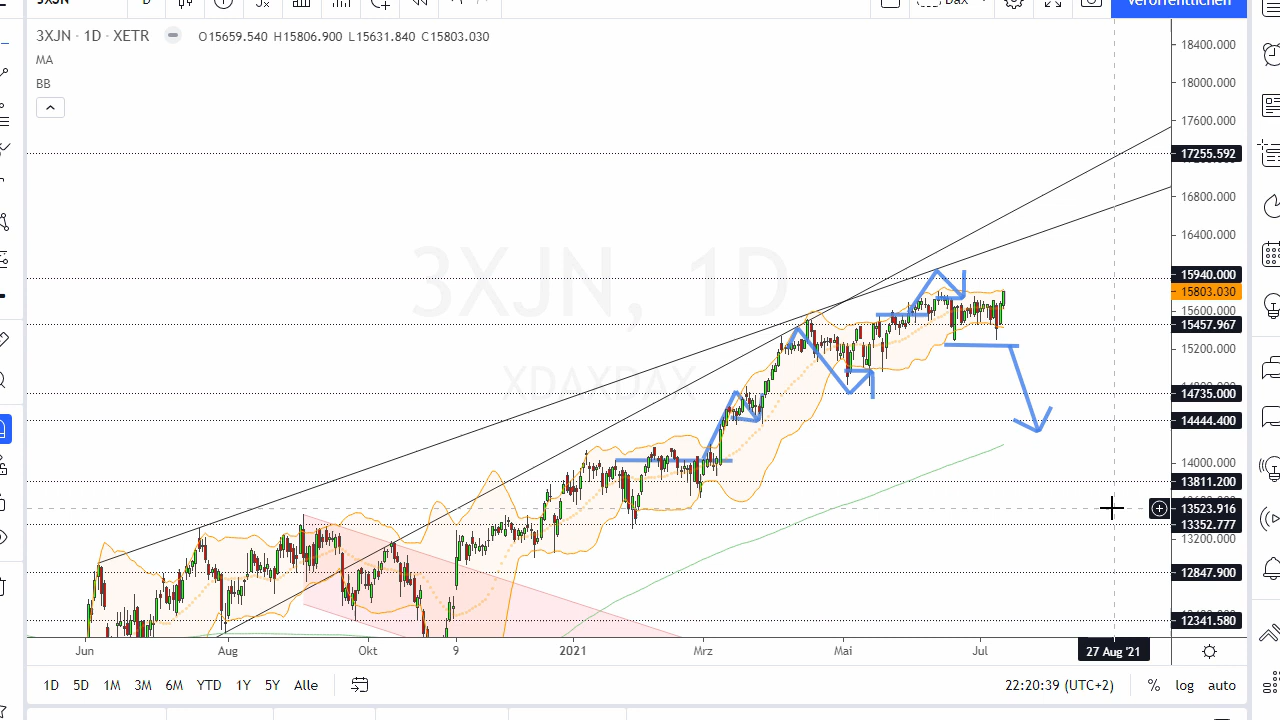 3XJN
D
Dax
Veröffentlichen
3XJN · 1D · XETR O15659.540 H15806.900 L15631.840 C15803.030
MA
BB
3XJN, 1D
XDAXDAX
18400.000
18000.000
17600.000
17255.592
16800.000
16400.000
15940.000
15803.030
15600.000
15457.967
15200.000
14735.000
14444.400
14000.000
13811.200
13523.916
13352.777
13200.000
12847.900
12341.580
Jun Aug Okt 9 2021 Mrz Mai Jul 27 Aug '21
1D 5D 1M 3M 6M YTD 1Y 5Y Alle 22:20:39 (UTC+2) % log auto